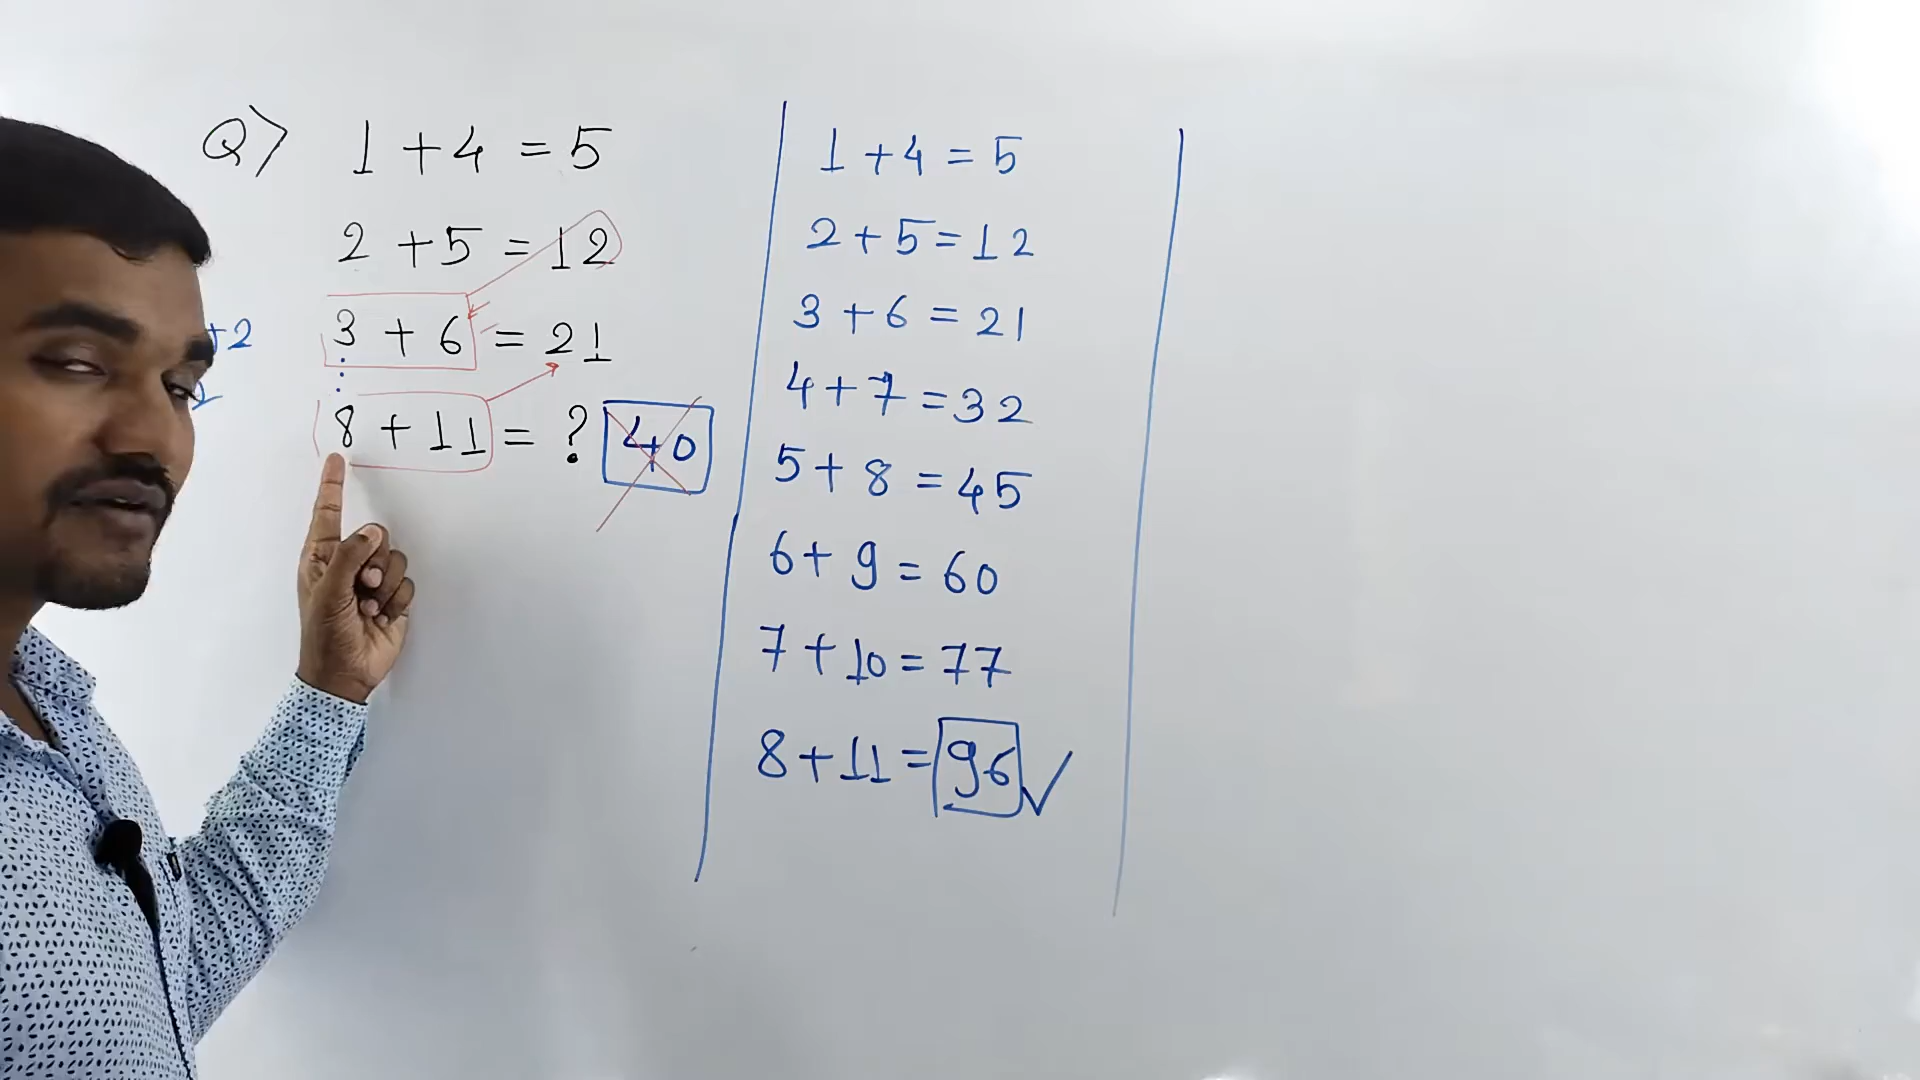 Q> 1 + 4 = 5
2 + 5 = 12
3 + 6 = 21
+2
8 + 11 = ? 40
1 + 4 = 5
2 + 5 = 12
3 + 6 = 21
4 + 7 = 32
5 + 8 = 45
6 + 9 = 60
7 + 10 = 77
8 + 11 = 96 ✓